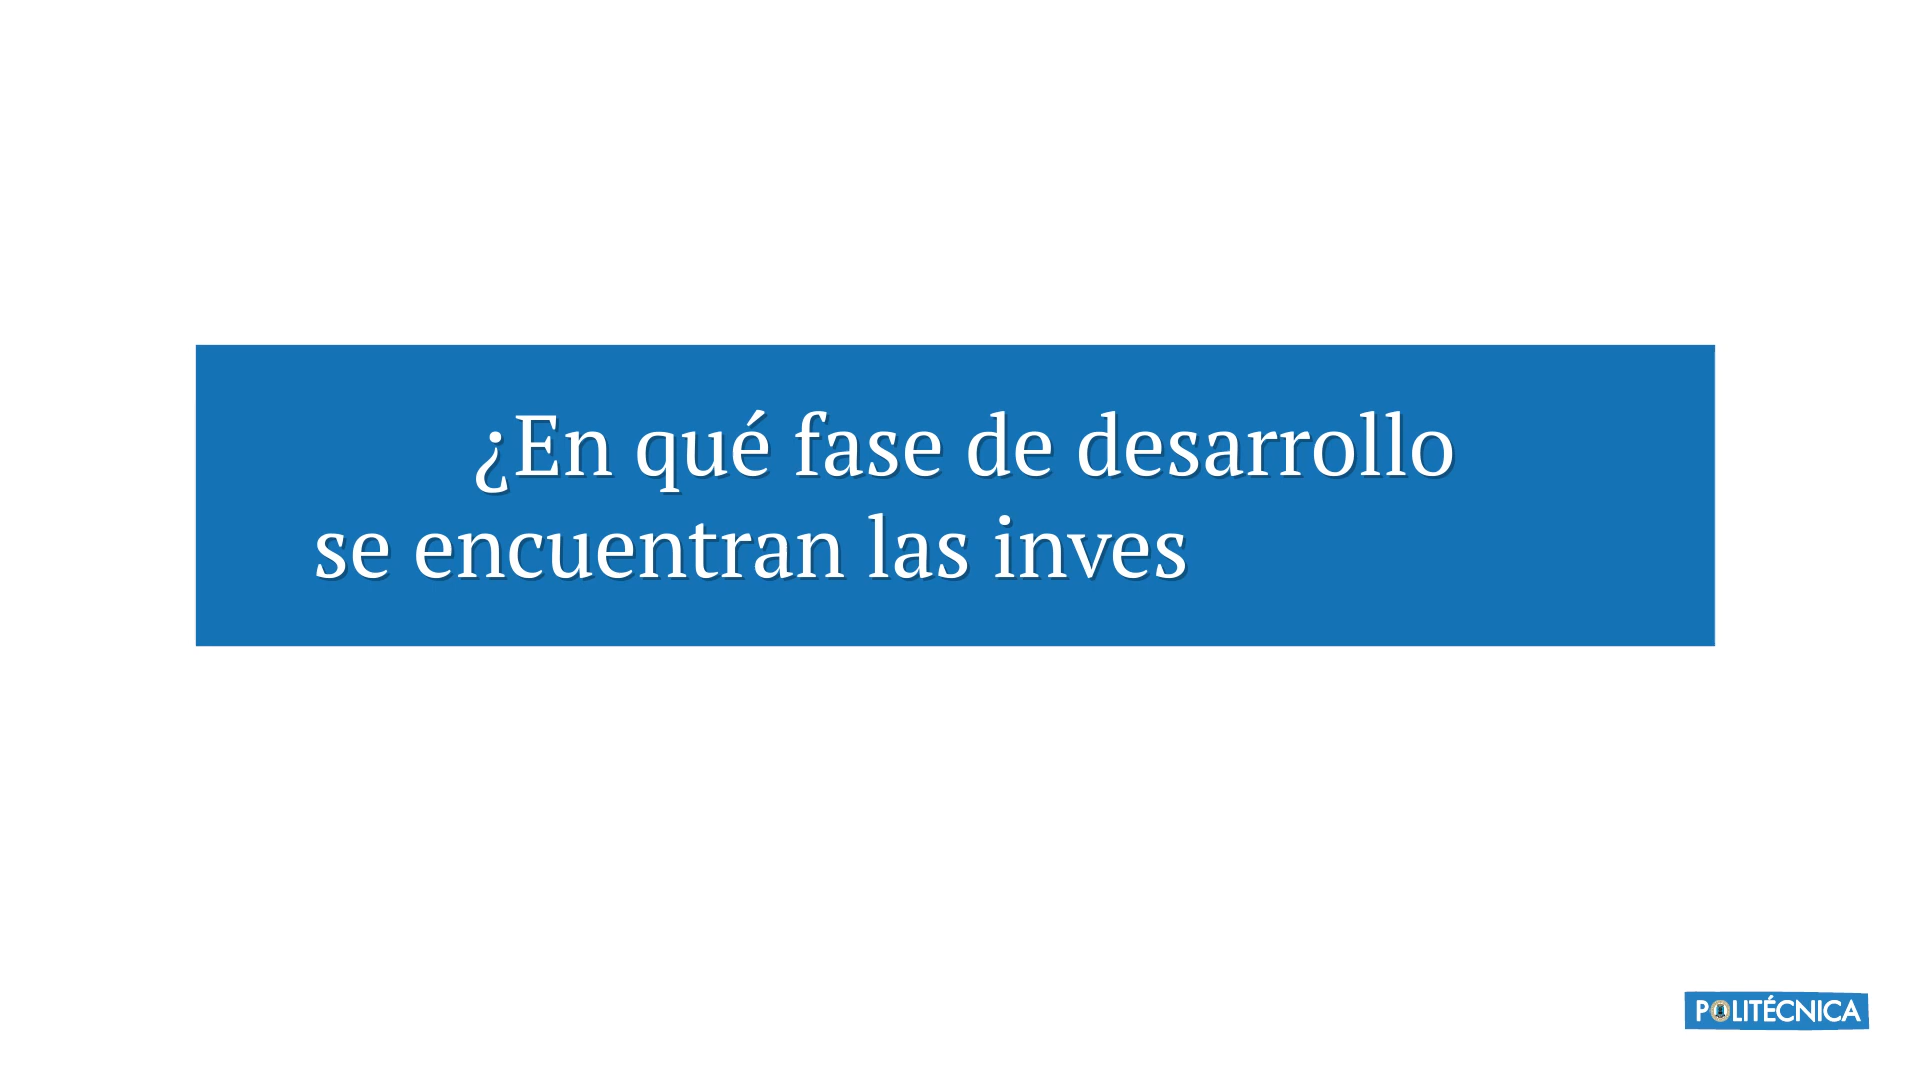 ¿En qué fase de desarrollo
se encuentran las inves
POLITÉCNICA